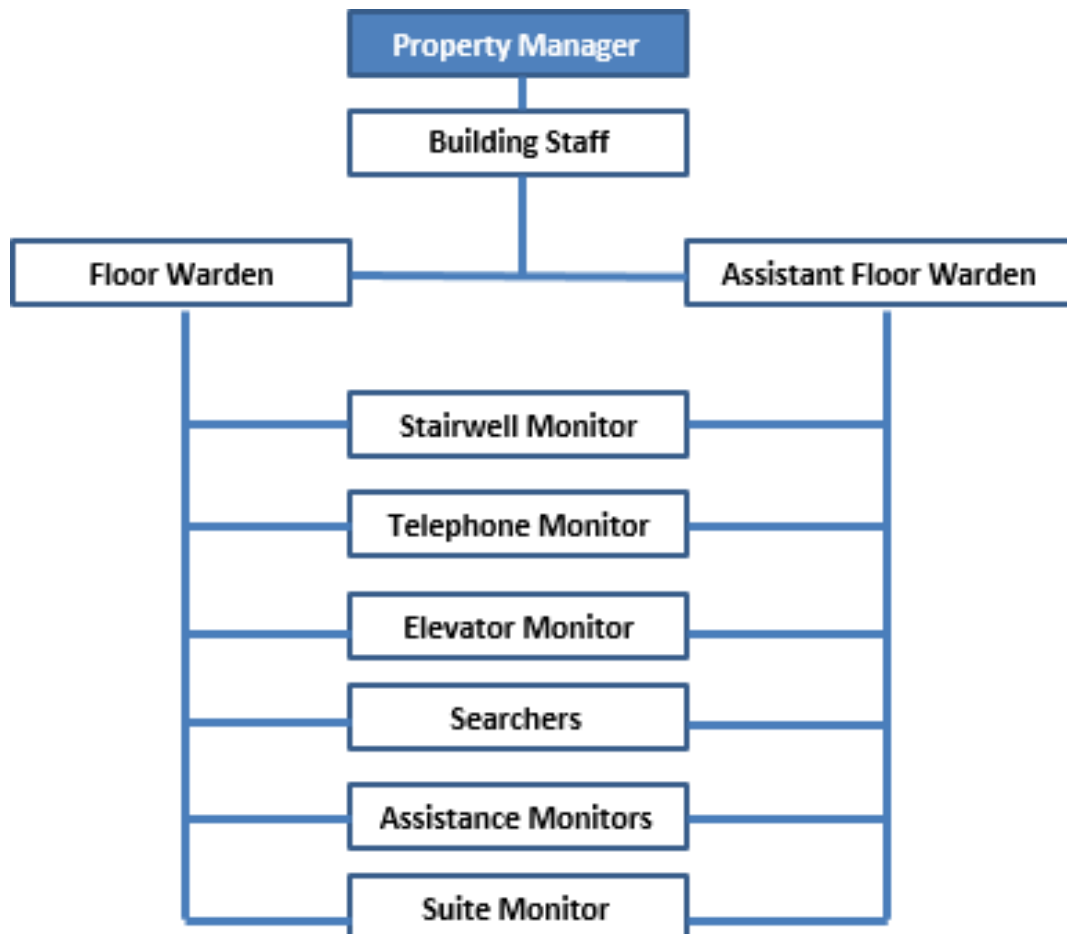 Property Manager
Building Staff
Floor Warden
Assistant Floor Warden
Stairwell Monitor
Telephone Monitor
Elevator Monitor
Searchers
Assistance Monitors
Suite Monitor